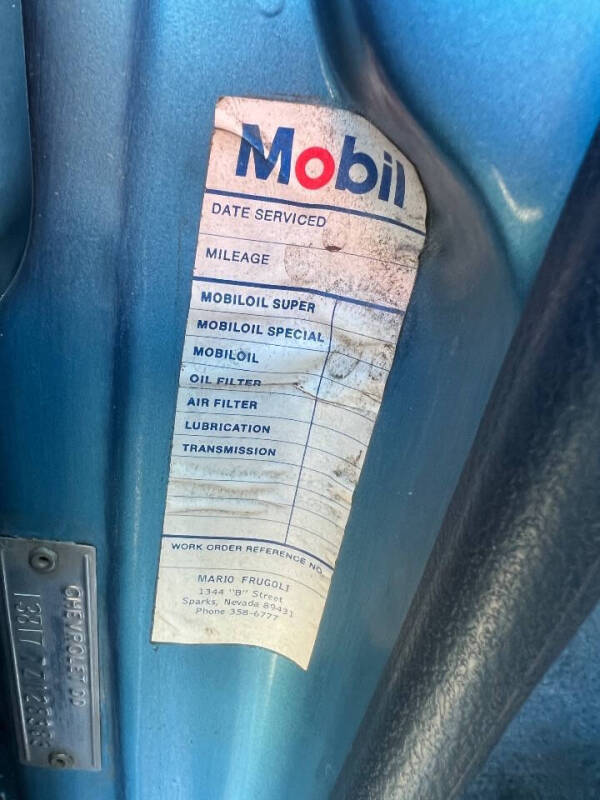 Mobil
DATE SERVICED
MILEAGE
MOBILOIL SUPER
MOBILOIL SPECIAL
MOBILOIL
OIL FILTER
AIR FILTER
LUBRICATION
TRANSMISSION
WORK ORDER REFERENCE NO.
MARIO FRUGOLI
1344 "B" Street
Sparks, Nevada 89431
Phone 358-6777
CHEVROLET